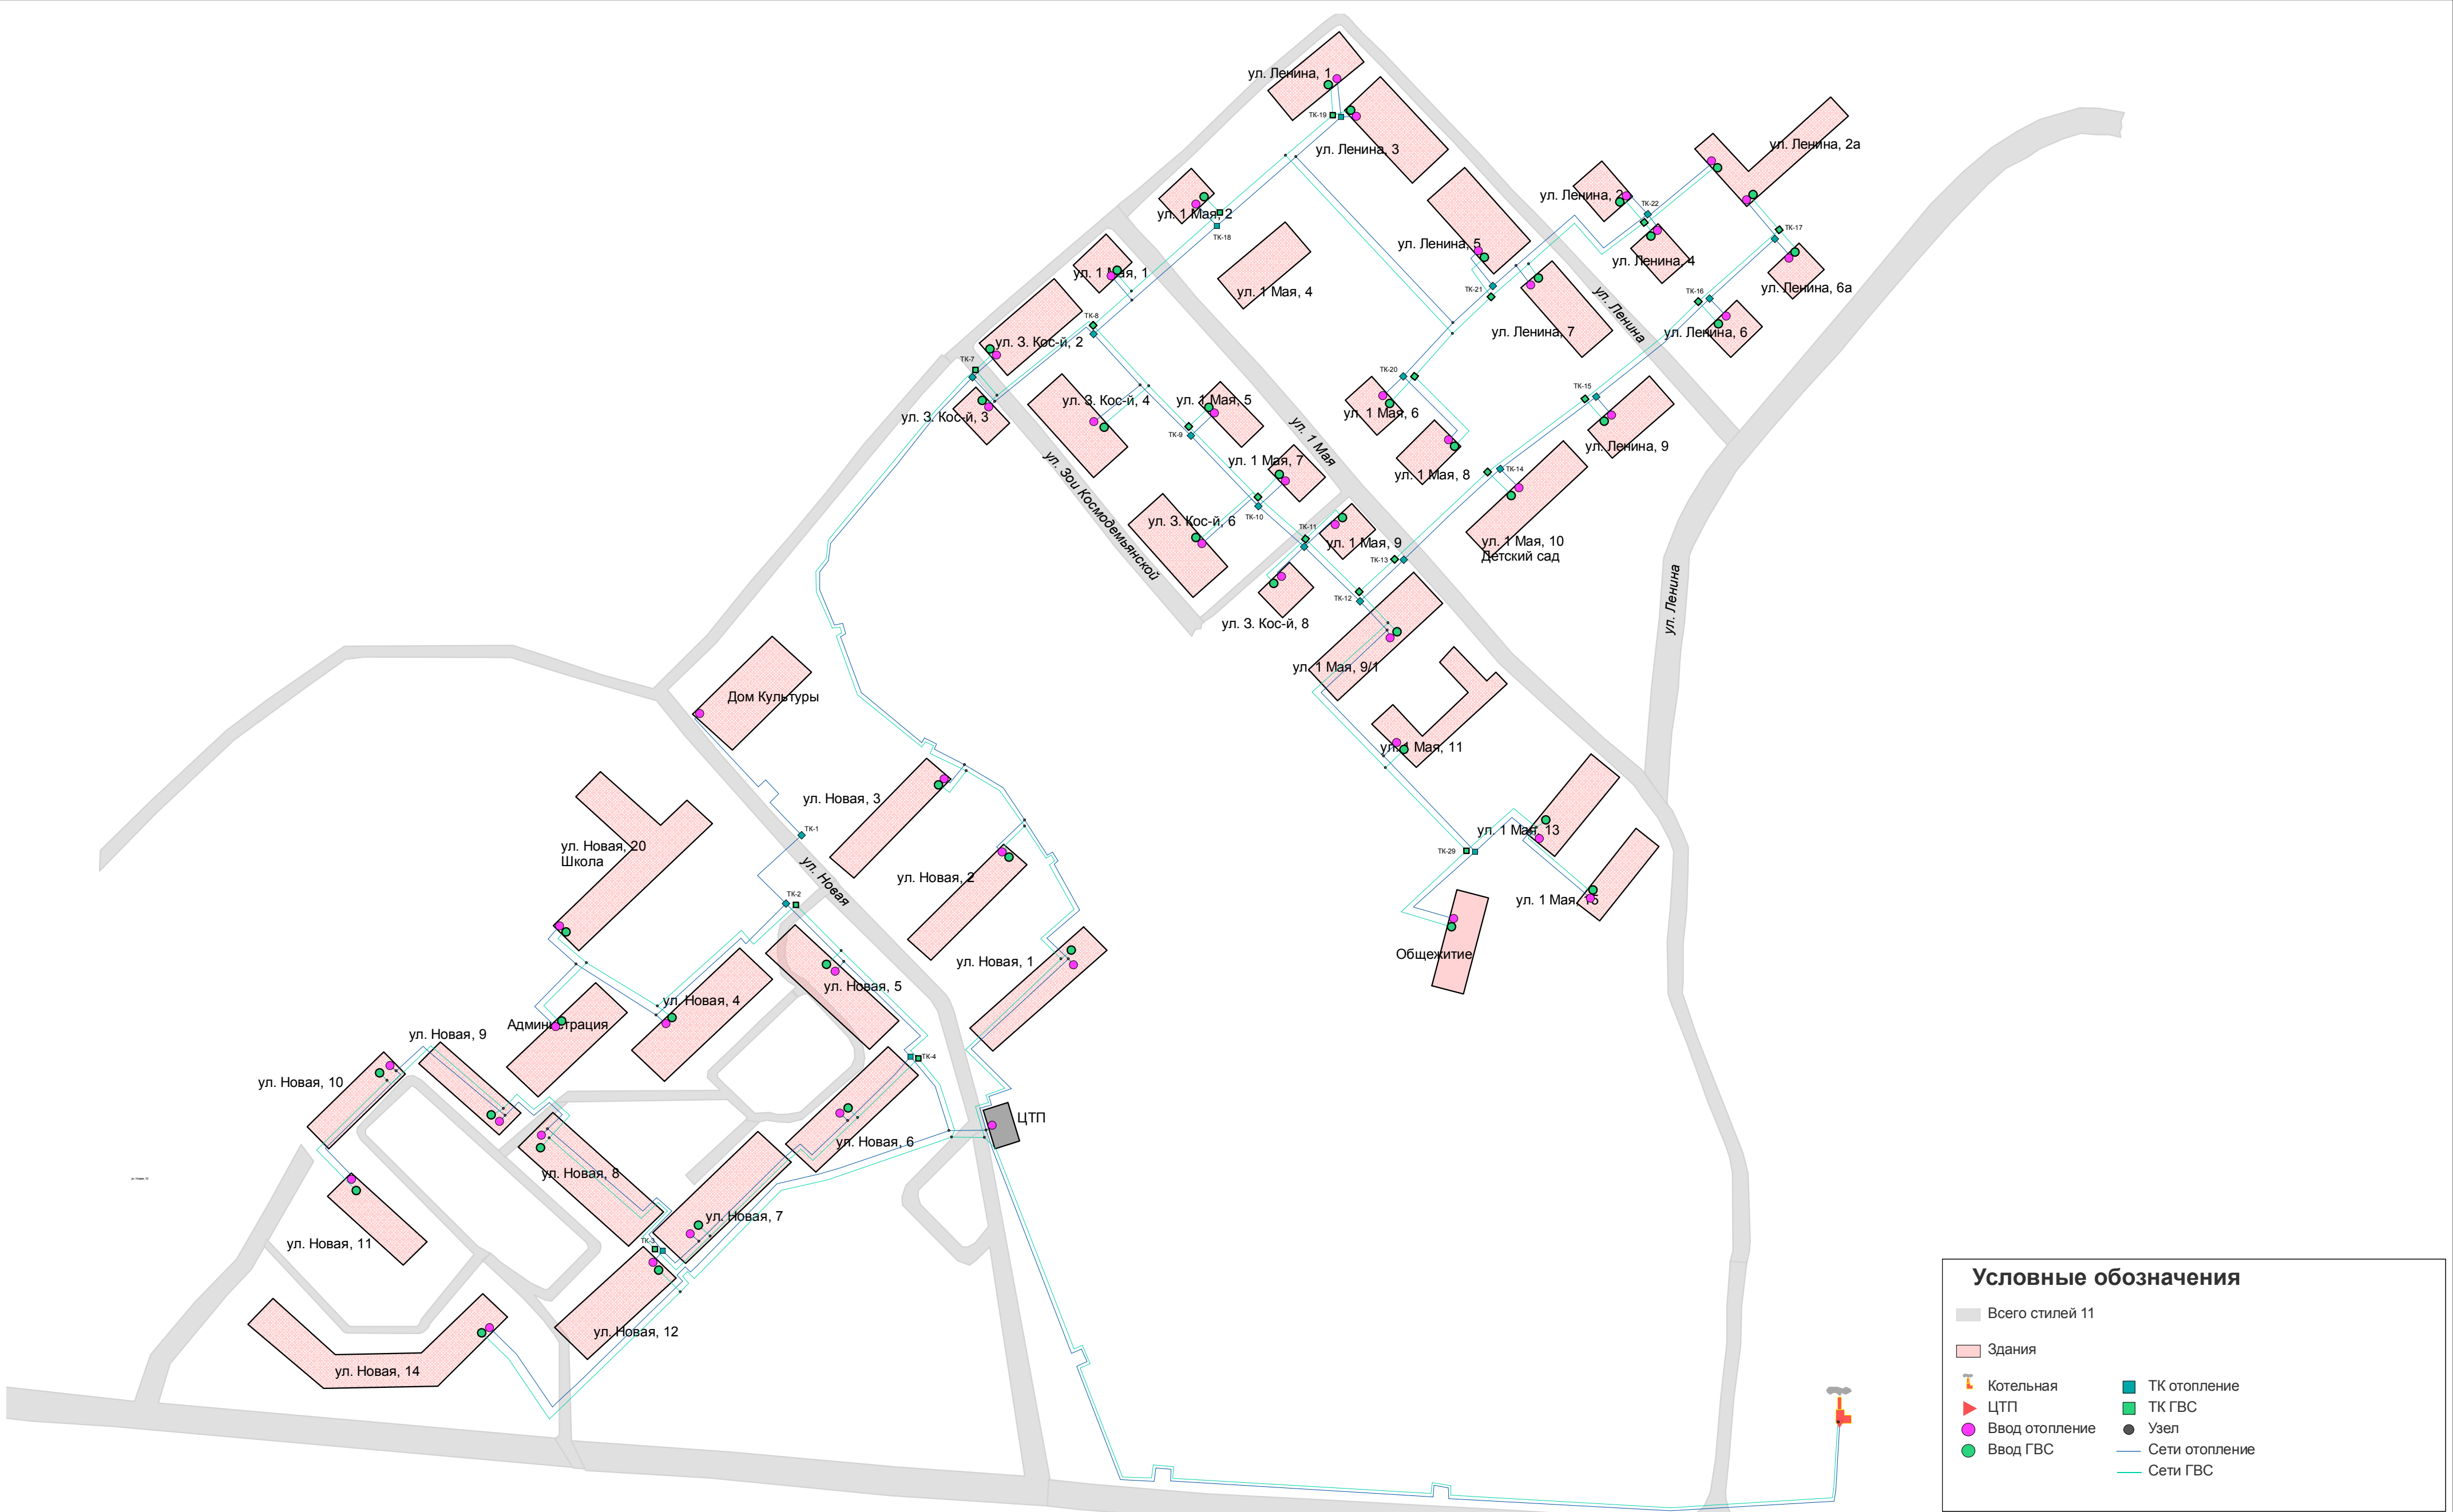 ул. Ленина, 1
ТК-19
ул. Ленина, 3
ул. Ленина, 2а
ул. Ленина, 2
ТК-22
ул. 1 Мая, 2
ТК-18
ТК-17
ул. Ленина, 5
ул. Ленина, 4
ул. 1 Мая, 1
ул. 1 Мая, 4
ТК-21
ТК-16
ул. Ленина, 6а
ул. Ленина
ТК-8
ул. Ленина, 7
ул. Ленина, 6
ул. З. Кос-й, 2
ТК-7
ТК-20
ТК-15
ул. З. Кос-й, 4
ул. 1 Мая, 5
ул. З. Кос-й, 3
ул. 1 Мая, 6
ТК-9
ул. 1 Мая
ул. Ленина, 9
ул. 1 Мая, 7
ул. 1 Мая, 8
ТК-14
ул. Зои Космодемьянской
ТК-10
ул. З. Кос-й, 6
ТК-11
ул. 1 Мая, 9
ул. 1 Мая, 10
Детский сад
ТК-13
ТК-12
ул. Ленина
ул. З. Кос-й, 8
ул. 1 Мая, 9/1
Дом Культуры
ул. 1 Мая, 11
ул. Новая, 3
ТК-1
ул. 1 Мая, 13
ул. Новая, 20
Школа
ТК-29
ул. Новая
ул. Новая, 2
ТК-2
ул. 1 Мая, 15
Общежитие
ул. Новая, 1
ул. Новая, 5
ул. Новая, 4
Администрация
ул. Новая, 9
ТК-4
ул. Новая, 10
ЦТП
ул. Новая, 6
ул. Новая, 8
ул. Новая, 7
ТК-3
ул. Новая, 11
ул. Новая, 12
ул. Новая, 14
Условные обозначения
Всего стилей 11
Здания
Котельная
ТК отопление
ЦТП
ТК ГВС
Ввод отопление
Узел
Ввод ГВС
Сети отопление
Сети ГВС